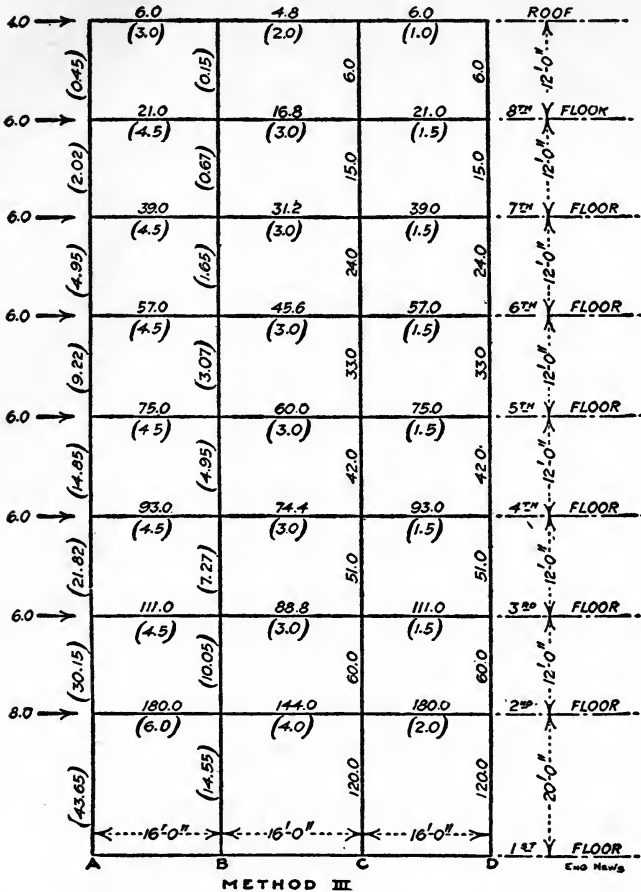 6.0 4.8 6.0 ROOF
4.0 (3.0) (2.0) (1.0)
(0.45) (0.15) 6.0 6.0 12'-0"
21.0 16.8 21.0 8TH FLOOR
6.0 (4.5) (3.0) (1.5)
(2.02) (0.67) 15.0 15.0 12'-0"
39.0 31.2 39.0 7TH FLOOR
6.0 (4.5) (3.0) (1.5)
(4.95) (1.65) 24.0 24.0 12'-0"
57.0 45.6 57.0 6TH FLOOR
6.0 (4.5) (3.0) (1.5)
(9.22) (3.07) 33.0 33.0 12'-0"
75.0 60.0 75.0 5TH FLOOR
6.0 (4.5) (3.0) (1.5)
(14.85) (4.95) 42.0 42.0 12'-0"
93.0 74.4 93.0 4TH FLOOR
6.0 (4.5) (3.0) (1.5)
(21.82) (7.27) 51.0 51.0 12'-0"
111.0 88.8 111.0 3RD FLOOR
6.0 (4.5) (3.0) (1.5)
(30.15) (10.05) 60.0 60.0 12'-0"
180.0 144.0 180.0 2ND FLOOR
8.0 (6.0) (4.0) (2.0)
(43.65) (14.55) 120.0 120.0 20'-0"
16'-0" 16'-0" 16'-0"
A B C D 1ST FLOOR
ENG NEWS
METHOD III